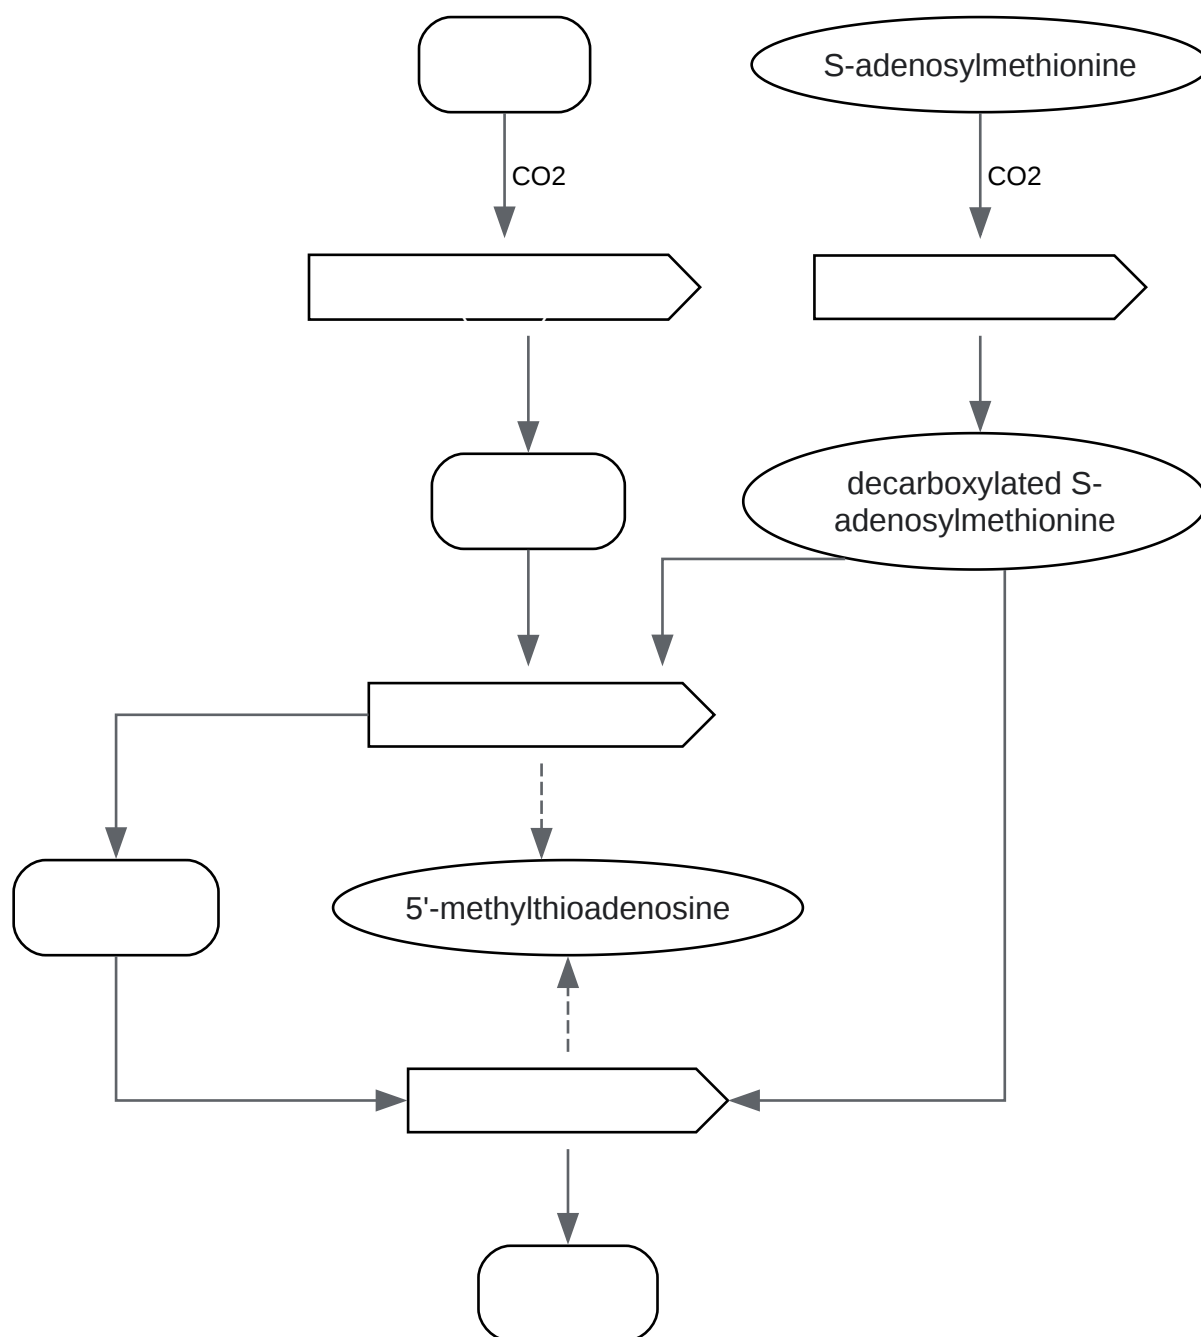 S-adenosylmethionine
CO2
CO2
decarboxylated S-
adenosylmethionine
5'-methylthioadenosine